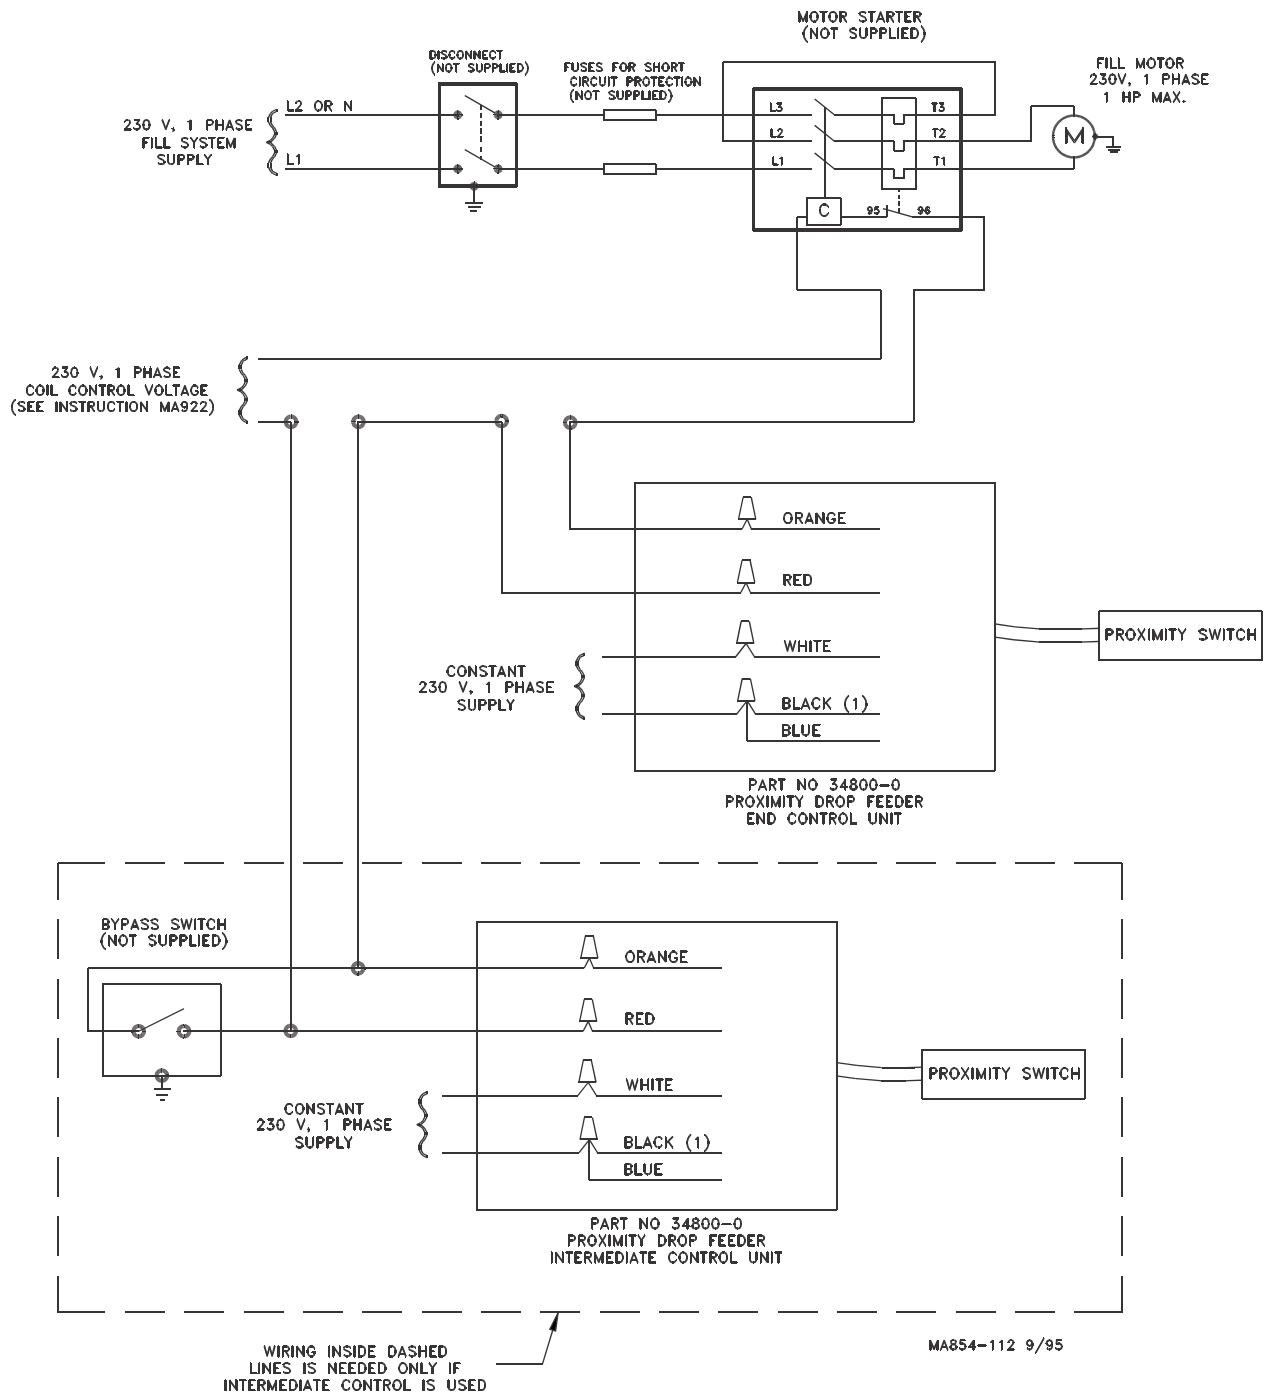 MOTOR STARTER
(NOT SUPPLIED)
DISCONNECT
(NOT SUPPLIED)
FUSES FOR SHORT
CIRCUIT PROTECTION
(NOT SUPPLIED)
FILL MOTOR
230V, 1 PHASE
1 HP MAX.
230 V, 1 PHASE
FILL SYSTEM
SUPPLY
L2 OR N
L1
L3
L2
L1
T3
T2
T1
M
C
95
96
230 V, 1 PHASE
COIL CONTROL VOLTAGE
(SEE INSTRUCTION MA922)
ORANGE
RED
WHITE
BLACK (1)
BLUE
PROXIMITY SWITCH
CONSTANT
230 V, 1 PHASE
SUPPLY
PART NO 34800-0
PROXIMITY DROP FEEDER
END CONTROL UNIT
BYPASS SWITCH
(NOT SUPPLIED)
ORANGE
RED
WHITE
BLACK (1)
BLUE
PROXIMITY SWITCH
CONSTANT
230 V, 1 PHASE
SUPPLY
PART NO 34800-0
PROXIMITY DROP FEEDER
INTERMEDIATE CONTROL UNIT
WIRING INSIDE DASHED
LINES IS NEEDED ONLY IF
INTERMEDIATE CONTROL IS USED
MA854-112 9/95